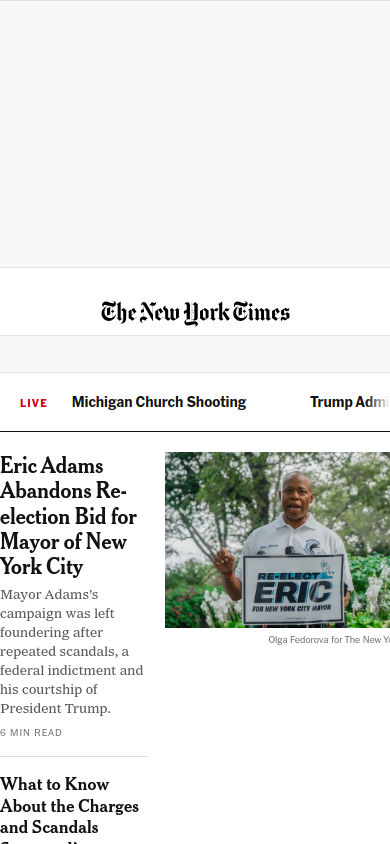 The New York Times
LIVE Michigan Church Shooting Trump
Eric Adams
Abandons Re-
election Bid for
Mayor of New
York City
Mayor Adams's
campaign was left
foundering after
repeated scandals, a
federal indictment and
his courtship of
President Trump.
6 MIN READ
RE-ELECT
ERIC
FOR NEW YORK CITY MAYOR
Olga Fedorova for The New
What to Know
About the Charges
and Scandals